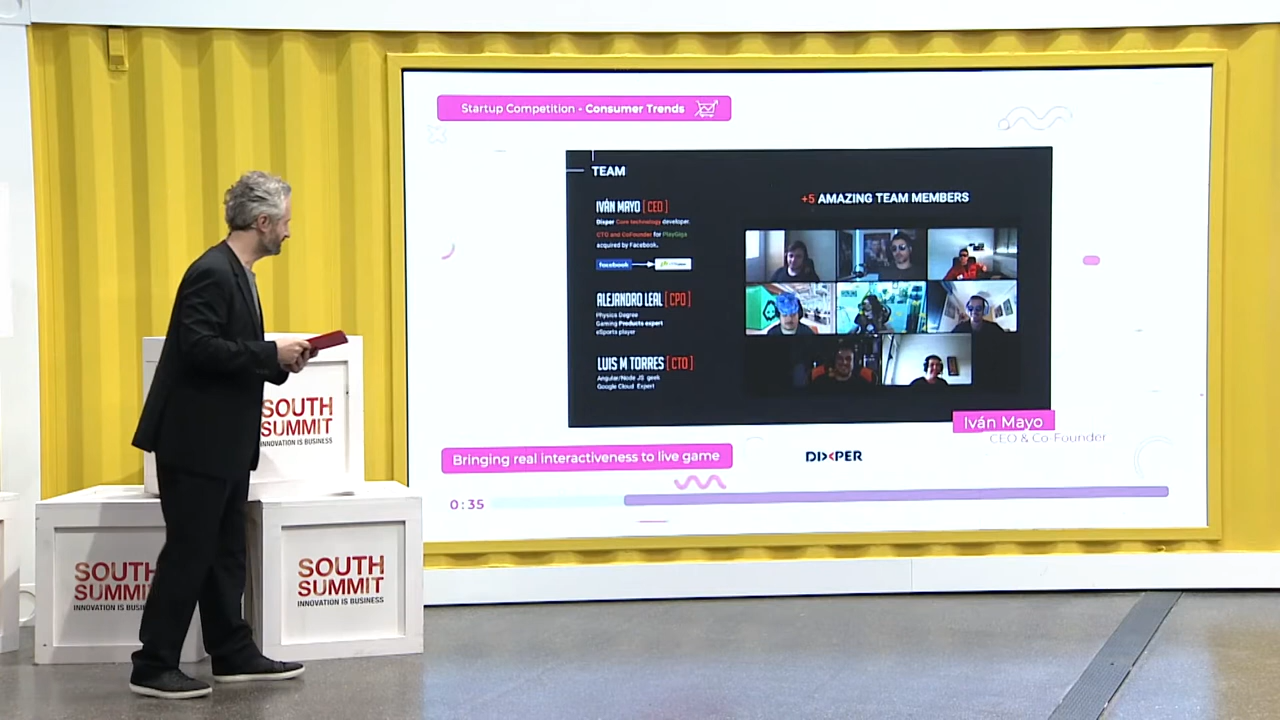 Startup Competition - Consumer Trends
TEAM
IVÁN MAYO [CEO]
Dixper Core technology developer.
CTO and CoFounder for PlayGiga
acquired by Facebook.
facebook
ALEJANDRO LEAL [CPO]
Physics Degree
Gaming Products expert
eSports player
LUIS M TORRES [CTO]
Angular/Node JS geek
Google Cloud Expert
+5 AMAZING TEAM MEMBERS
Iván Mayo
CEO & Co-Founder
Bringing real interactiveness to live game
DIXPER
0:35
SOUTH
SUMMIT
INNOVATION IS BUSINESS
SOUTH
SUMMIT
INNOVATION IS BUSI
SOUTH
SUMMIT
INNOVATION IS BUSINESS